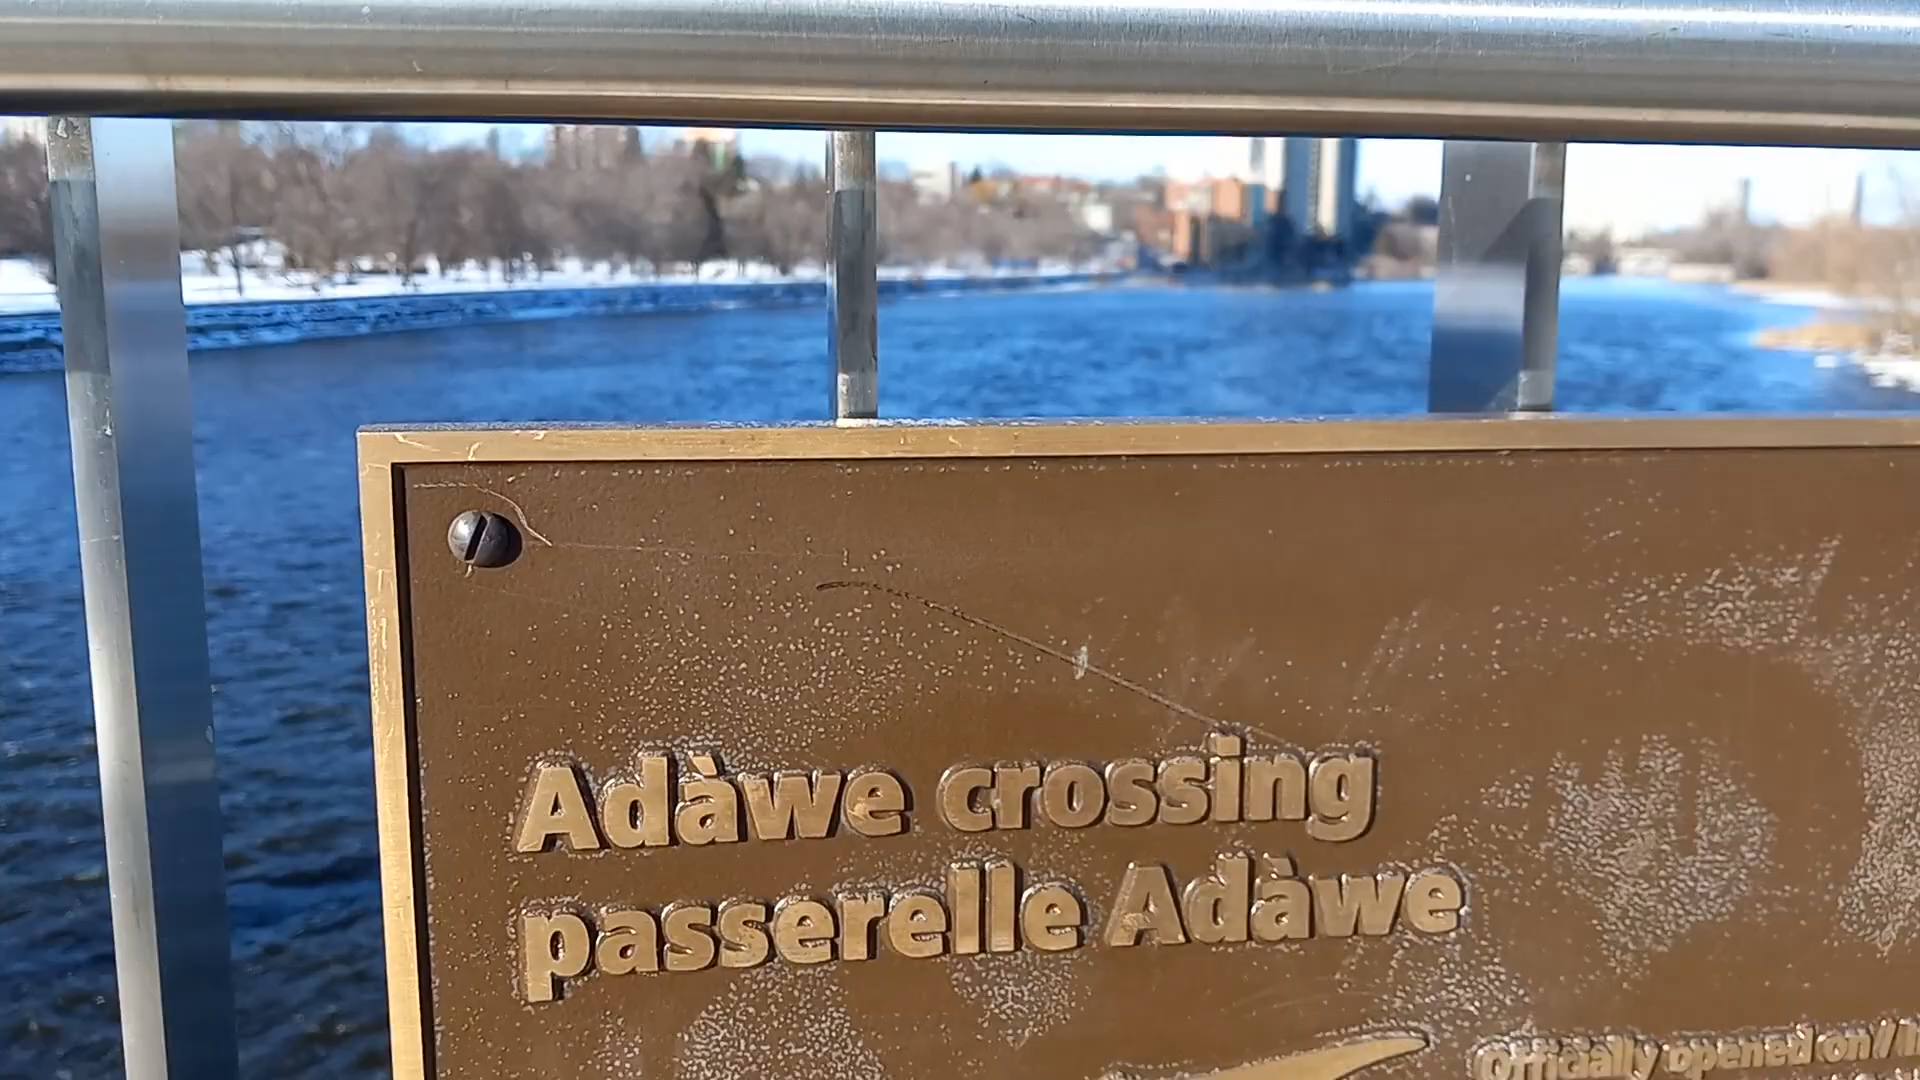 Adàwe crossing
passerelle Adàwe
Officially opened on / I